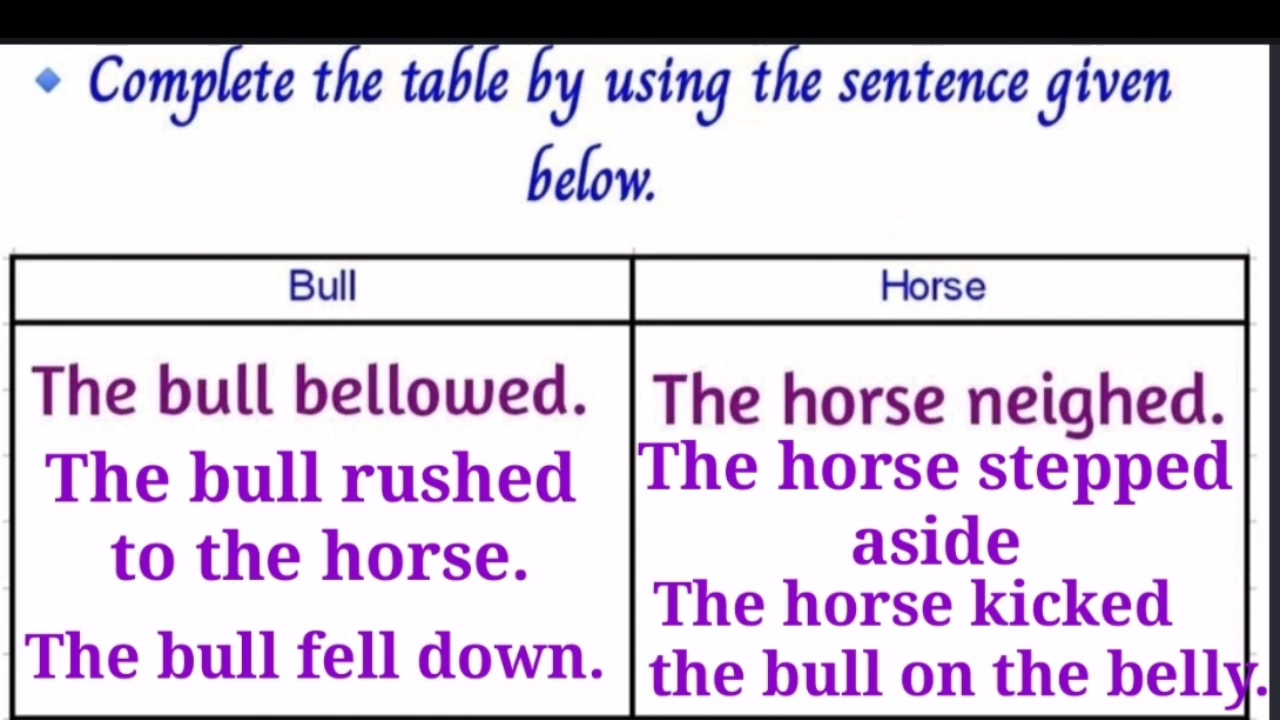 Complete the table by using the sentence given
below.
Bull
Horse
The bull bellowed.
The bull rushed
to the horse.
The bull fell down.
The horse neighed.
The horse stepped
aside
The horse kicked
the bull on the belly.